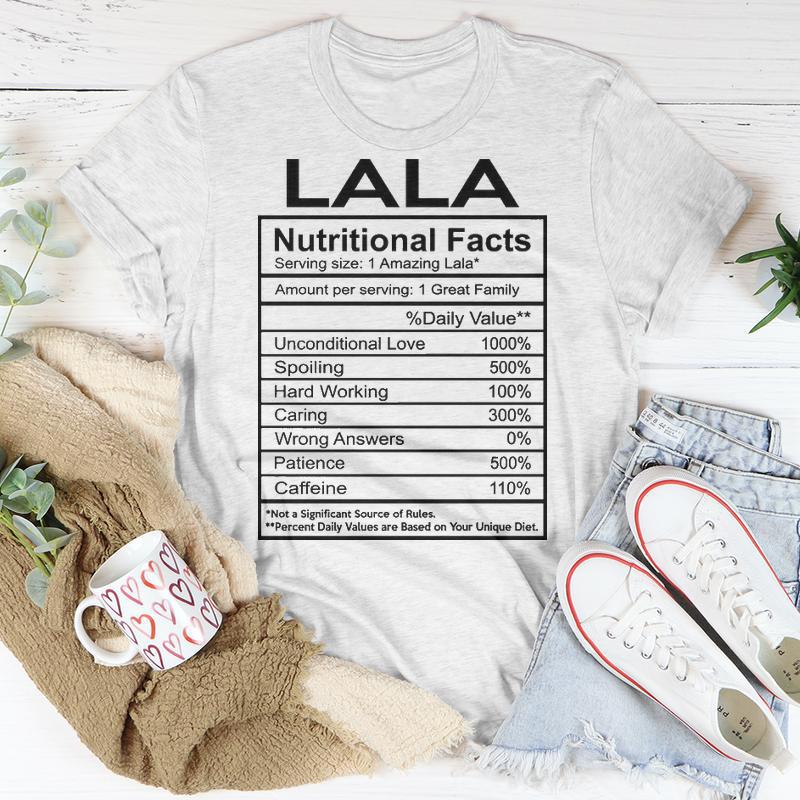 LALA
Nutritional Facts
Serving size: 1 Amazing Lala*
Amount per serving: 1 Great Family
%Daily Value**
Unconditional Love 1000%
Spoiling 500%
Hard Working 100%
Caring 300%
Wrong Answers 0%
Patience 500%
Caffeine 110%
*Not a Significant Source of Rules.
**Percent Daily Values are Based on Your Unique Diet.